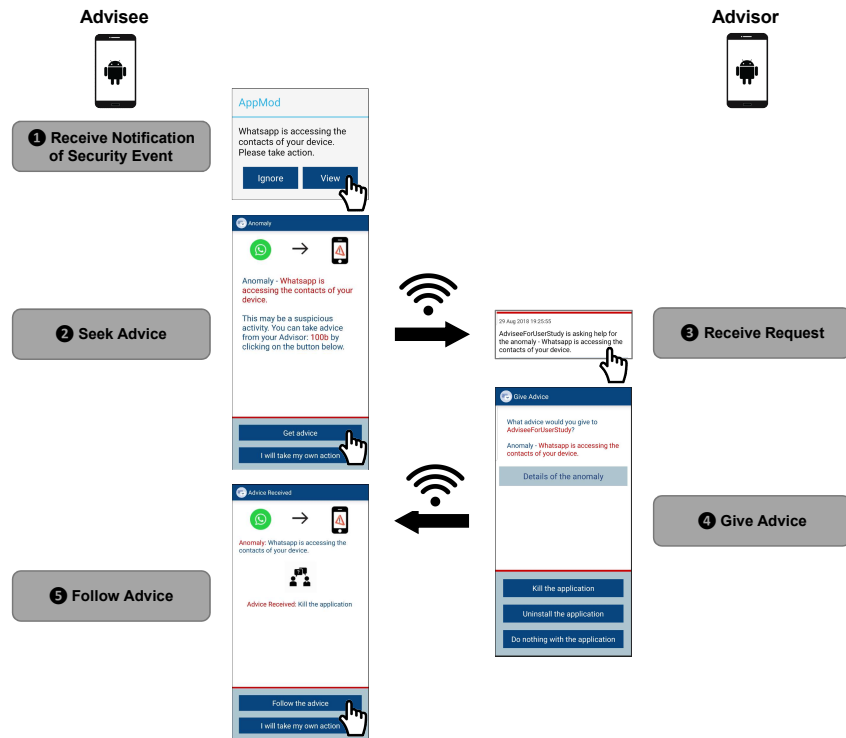 Advisee
Advisor
AppMod
Whatsapp is accessing the
contacts of your device.
Please take action.
Ignore
View
❶ Receive Notification
of Security Event
Anomaly
Anomaly - Whatsapp is
accessing the contacts of your
device.
This may be a suspicious
activity. You can take advice
from your Advisor: 100b by
clicking on the button below.
Get advice
I will take my own action
❷ Seek Advice
29 Aug 2018 19:25:55
AdviseeForUserStudy is asking help for
the anomaly - Whatsapp is accessing the
contacts of your device.
❸ Receive Request
Give Advice
What advice would you give to
AdviseeForUserStudy?
Anomaly - Whatsapp is accessing the
contacts of your device.
Details of the anomaly
Kill the application
Uninstall the application
Do nothing with the application
❹ Give Advice
Advice Received
Anomaly: Whatsapp is accessing the
contacts of your device.
Advice Received: Kill the application
Follow the advice
I will take my own action
❺ Follow Advice